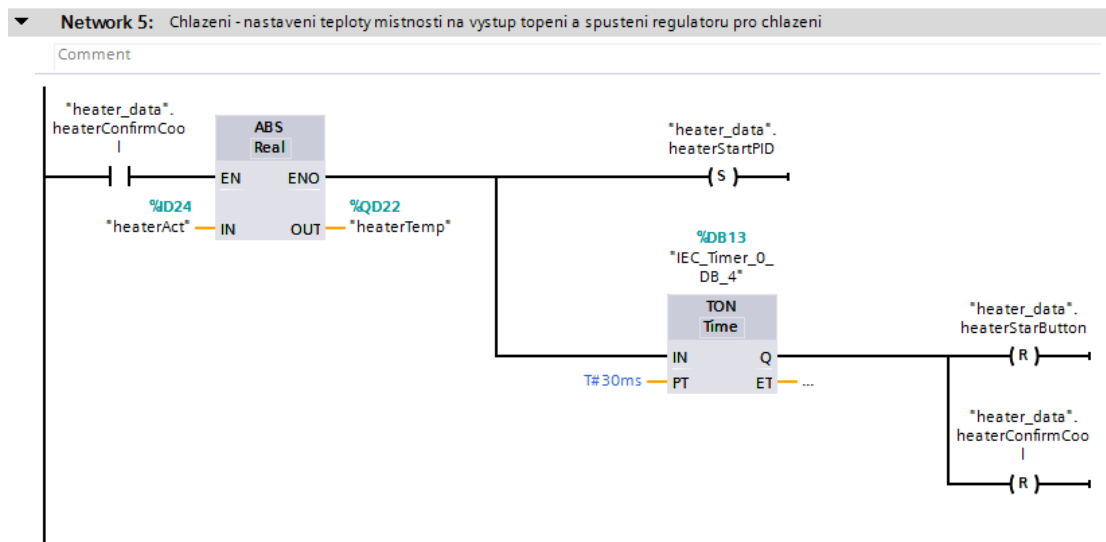 Network 5: Chlazeni - nastaveni teploty mistnosti na vystup topeni a spusteni regulatoru pro chlazeni
Comment
"heater_data".
heaterConfirmCoo
l
ABS
Real
EN ENO
%ID24
"heaterAct"
IN OUT
%QD22
"heaterTemp"
"heater_data".
heaterStartPID
S
%DB13
"IEC_Timer_0_
DB_4"
TON
Time
IN Q
T#30ms
PT ET
...
"heater_data".
heaterStarButton
R
"heater_data".
heaterConfirmCoo
l
R